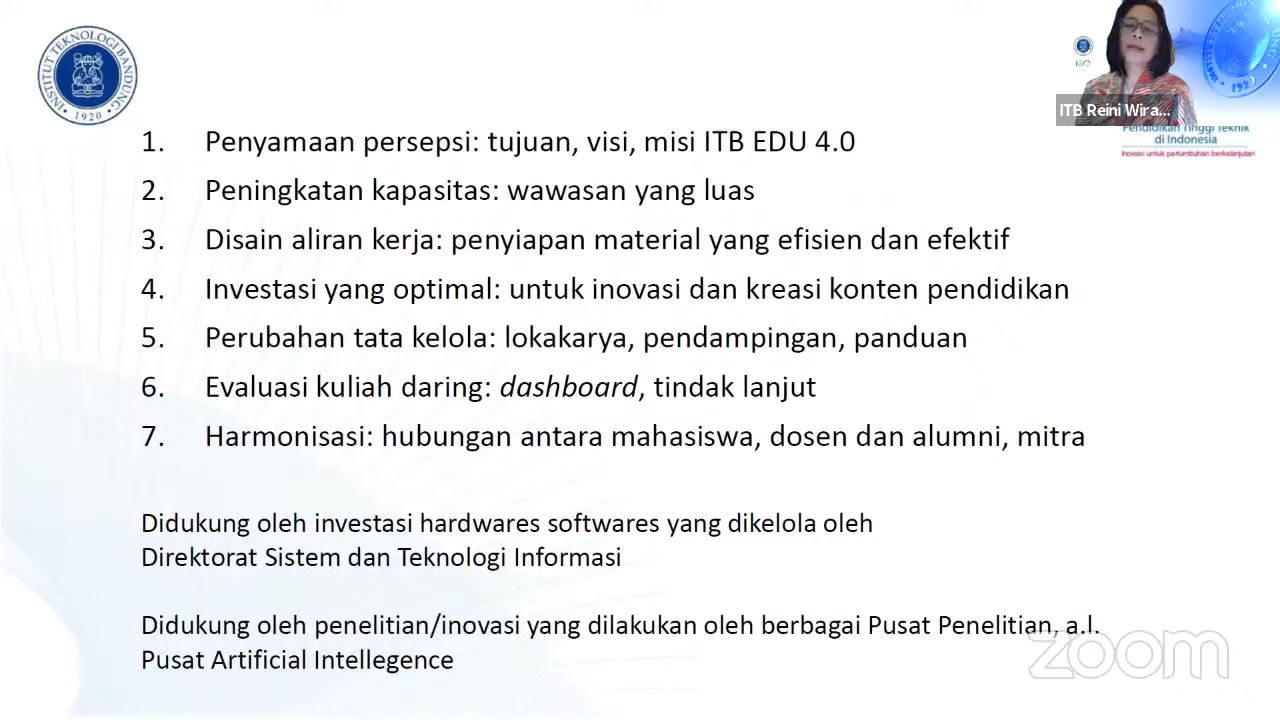 INSTITUT TEKNOLOGI BANDUNG
1920
ITB Reini Wira...
Pendidikan Tinggi Teknik
di Indonesia
Inovasi untuk pertumbuhan berkelanjutan
1. Penyamaan persepsi: tujuan, visi, misi ITB EDU 4.0
2. Peningkatan kapasitas: wawasan yang luas
3. Disain aliran kerja: penyiapan material yang efisien dan efektif
4. Investasi yang optimal: untuk inovasi dan kreasi konten pendidikan
5. Perubahan tata kelola: lokakarya, pendampingan, panduan
6. Evaluasi kuliah daring: dashboard, tindak lanjut
7. Harmonisasi: hubungan antara mahasiswa, dosen dan alumni, mitra
Didukung oleh investasi hardwares softwares yang dikelola oleh
Direktorat Sistem dan Teknologi Informasi
Didukung oleh penelitian/inovasi yang dilakukan oleh berbagai Pusat Penelitian, a.l.
Pusat Artificial Intellegence
zoom